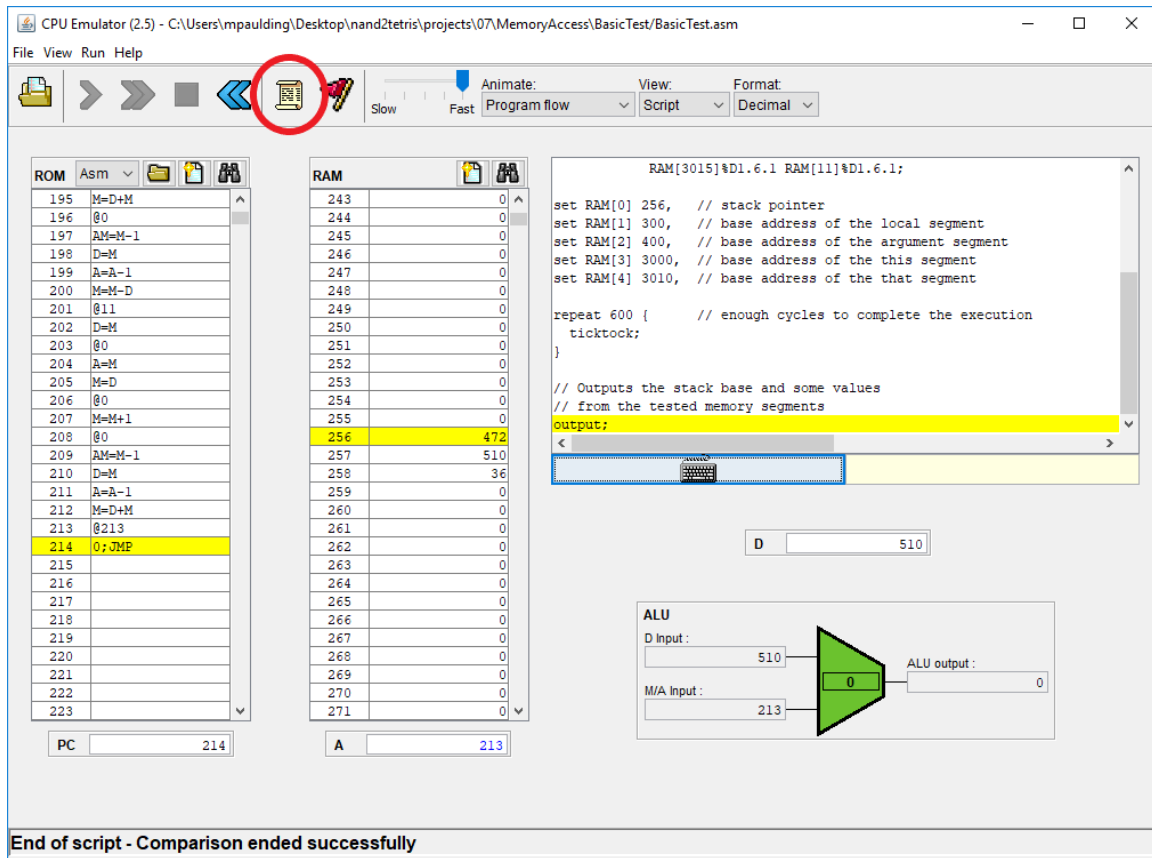 CPU Emulator (2.5) - C:\Users\mpaulding\Desktop\nand2tetris\projects\07\MemoryAccess\BasicTest/BasicTest.asm
File View Run Help
Slow
Fast
Animate:
Program flow
View:
Script
Format:
Decimal
ROM Asm
195 M=D+M
196 @0
197 AM=M-1
198 D=M
199 A=A-1
200 M=M-D
201 @11
202 D=M
203 @0
204 A=M
205 M=D
206 @0
207 M=M+1
208 @0
209 AM=M-1
210 D=M
211 A=A-1
212 M=D+M
213 @213
214 0;JMP
215
216
217
218
219
220
221
222
223
PC 214
RAM
243 0
244 0
245 0
246 0
247 0
248 0
249 0
250 0
251 0
252 0
253 0
254 0
255 0
256 472
257 510
258 36
259 0
260 0
261 0
262 0
263 0
264 0
265 0
266 0
267 0
268 0
269 0
270 0
271 0
A 213
RAM[3015]%D1.6.1 RAM[11]%D1.6.1;
set RAM[0] 256, // stack pointer
set RAM[1] 300, // base address of the local segment
set RAM[2] 400, // base address of the argument segment
set RAM[3] 3000, // base address of the this segment
set RAM[4] 3010, // base address of the that segment
repeat 600 { // enough cycles to complete the execution
ticktock;
}
// Outputs the stack base and some values
// from the tested memory segments
output;
D 510
ALU
D Input :
510
M/A Input :
213
0
ALU output :
0
End of script - Comparison ended successfully